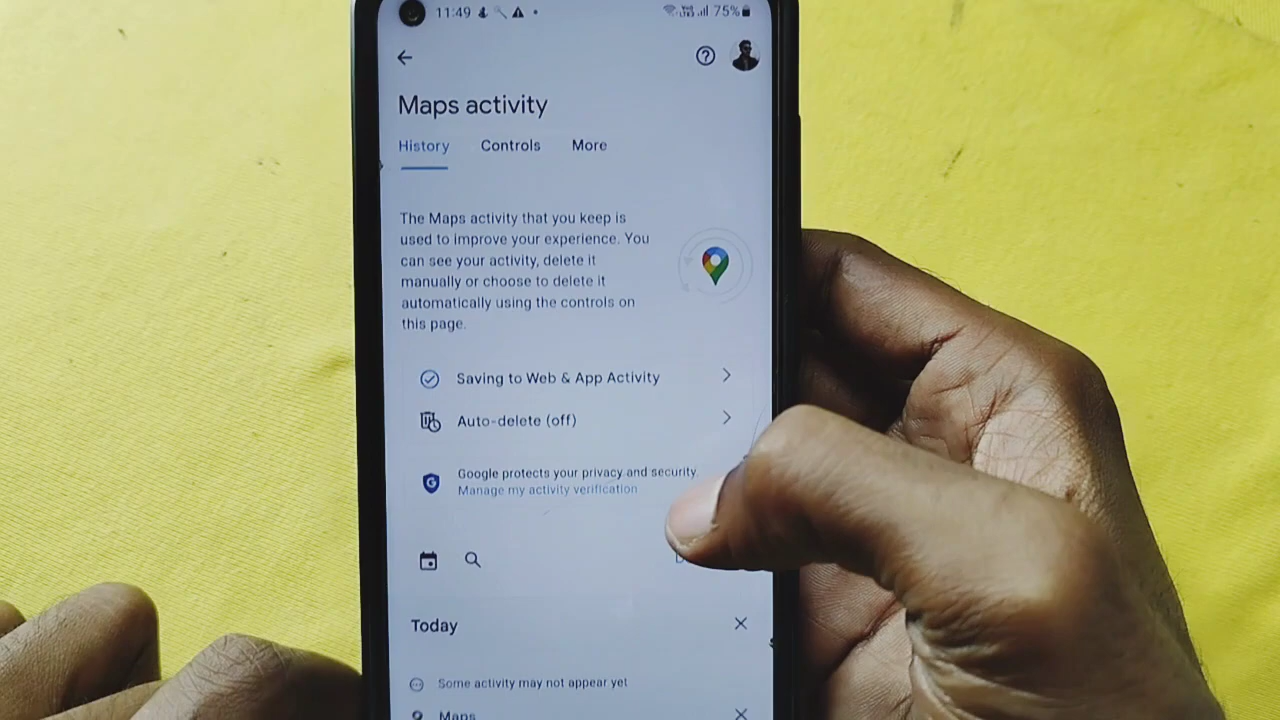 11:49 75%
Maps activity
History Controls More
The Maps activity that you keep is
used to improve your experience. You
can see your activity, delete it
manually or choose to delete it
automatically using the controls on
this page.
Saving to Web & App Activity
Auto-delete (off)
Google protects your privacy and security.
Manage my activity verification
Today
Some activity may not appear yet
Maps